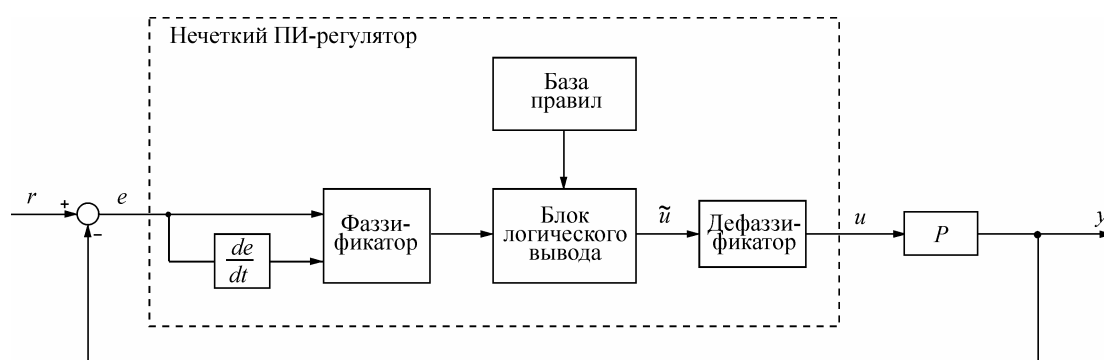 Нечеткий ПИ-регулятор
База
правил
r
+
–
e
de
dt
Фаззи-
фикатор
Блок
логического
вывода
ũ
Дефаззи-
фикатор
u
P
y